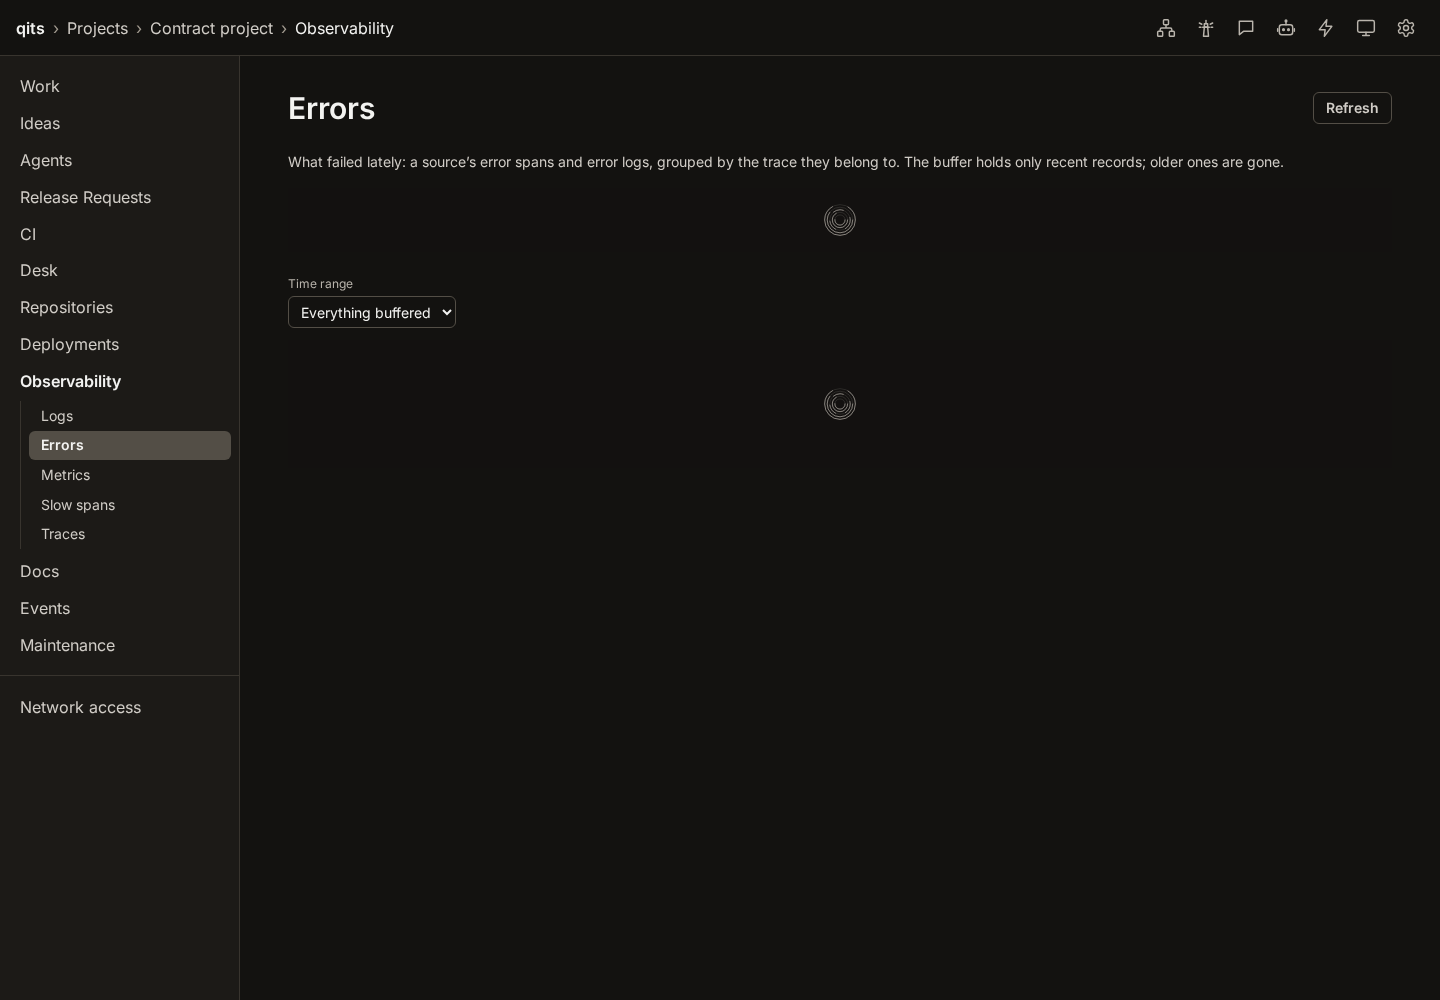 qits › Projects › Contract project › Observability
Work
Ideas
Agents
Release Requests
CI
Desk
Repositories
Deployments
Observability
Logs
Errors
Metrics
Slow spans
Traces
Docs
Events
Maintenance
Network access
Errors
Refresh
What failed lately: a source’s error spans and error logs, grouped by the trace they belong to. The buffer holds only recent records; older ones are gone.
Time range
Everything buffered